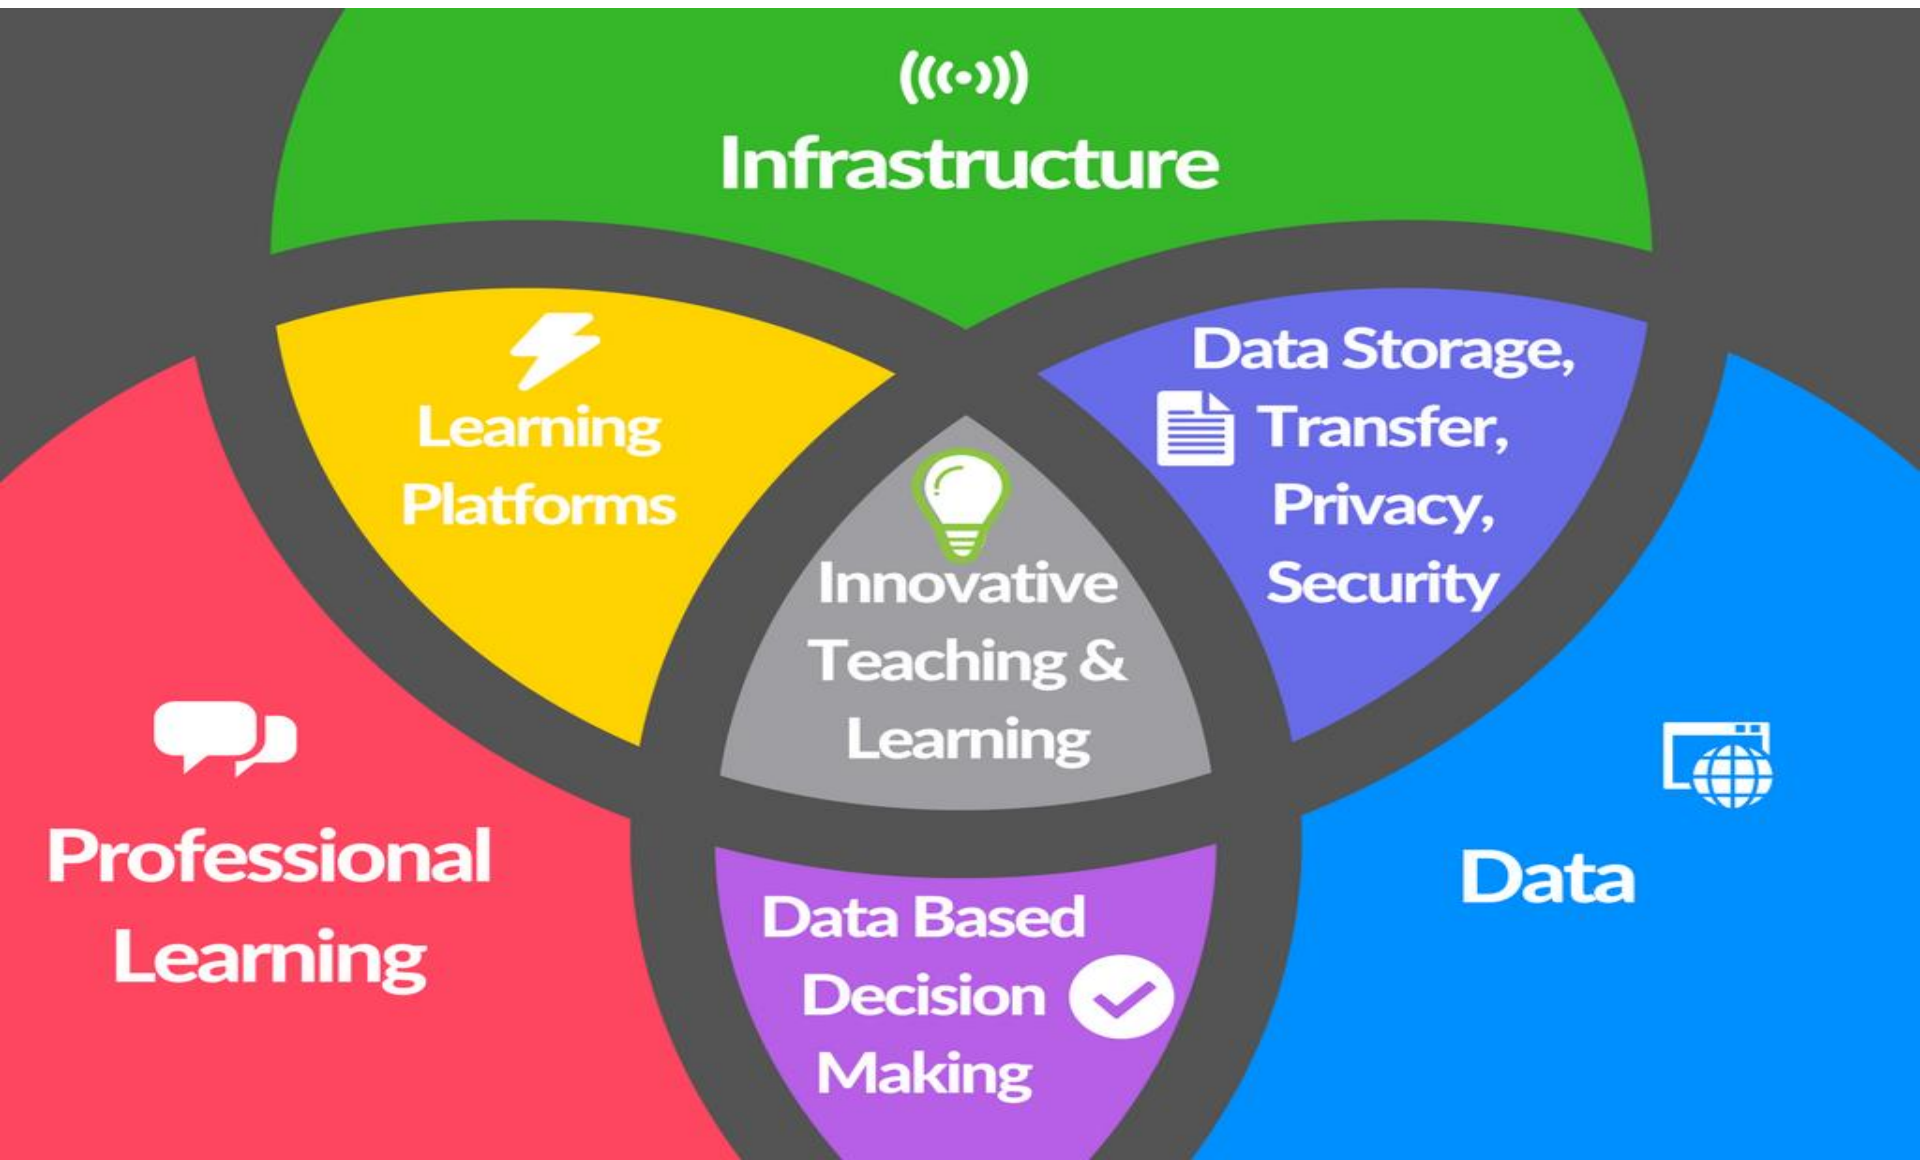 Infrastructure
Learning
Platforms
Data Storage,
Transfer,
Privacy,
Security
Innovative
Teaching &
Learning
Professional
Learning
Data
Data Based
Decision
Making